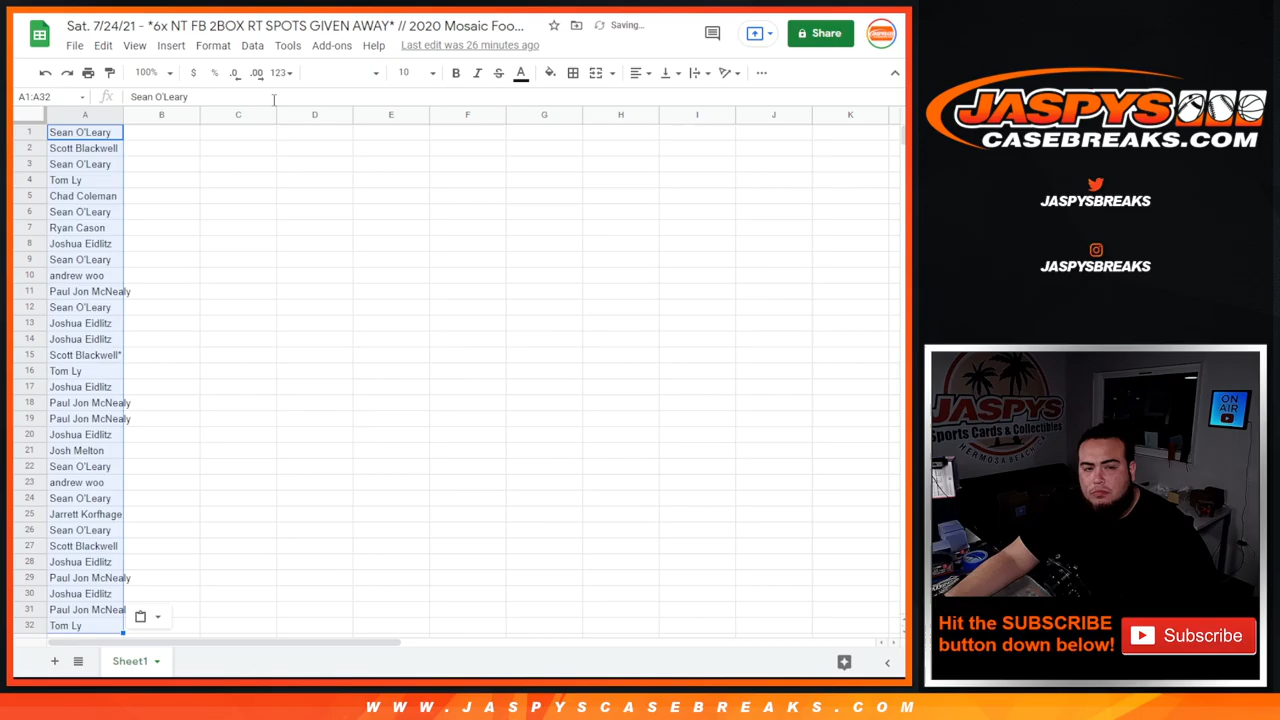 Sat. 7/24/21 - *6x NT FB 2BOX RT SPOTS GIVEN AWAY* // 2020 Mosaic Foo...
Saving...
File Edit View Insert Format Data Tools Add-ons Help Last edit was 26 minutes ago
Share
100% $ % .0 .00 123 10 B I S A
A1:A32 fx Sean O'Leary
A B C D E F G H I J K
1 Sean O'Leary
2 Scott Blackwell
3 Sean O'Leary
4 Tom Ly
5 Chad Coleman
6 Sean O'Leary
7 Ryan Cason
8 Joshua Eidlitz
9 Sean O'Leary
10 andrew woo
11 Paul Jon McNealy
12 Sean O'Leary
13 Joshua Eidlitz
14 Joshua Eidlitz
15 Scott Blackwell*
16 Tom Ly
17 Joshua Eidlitz
18 Paul Jon McNealy
19 Paul Jon McNealy
20 Joshua Eidlitz
21 Josh Melton
22 Sean O'Leary
23 andrew woo
24 Sean O'Leary
25 Jarrett Korfhage
26 Sean O'Leary
27 Scott Blackwell
28 Joshua Eidlitz
29 Paul Jon McNealy
30 Joshua Eidlitz
31 Paul Jon McNeal
32 Tom Ly
Sheet1
JASPYS
CASEBREAKS.COM
JASPYSBREAKS
JASPYSBREAKS
JASPYS
Sports Cards & Collectibles
HERMOSA BEACH, CA
ON
AIR
Hit the SUBSCRIBE
button down below!
Subscribe
WWW.JASPYSCASEBREAKS.COM